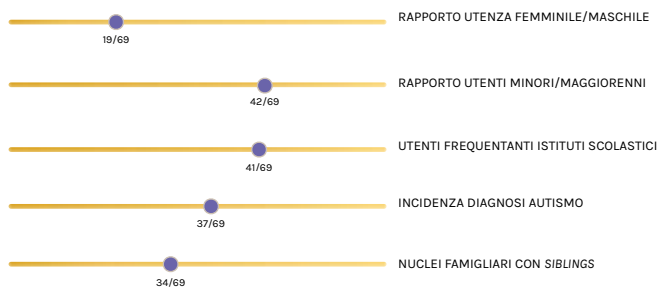 RAPPORTO UTENZA FEMMINILE/MASCHILE
19/69
RAPPORTO UTENTI MINORI/MAGGIORENNI
42/69
UTENTI FREQUENTANTI ISTITUTI SCOLASTICI
41/69
INCIDENZA DIAGNOSI AUTISMO
37/69
NUCLEI FAMIGLIARI CON SIBLINGS
34/69